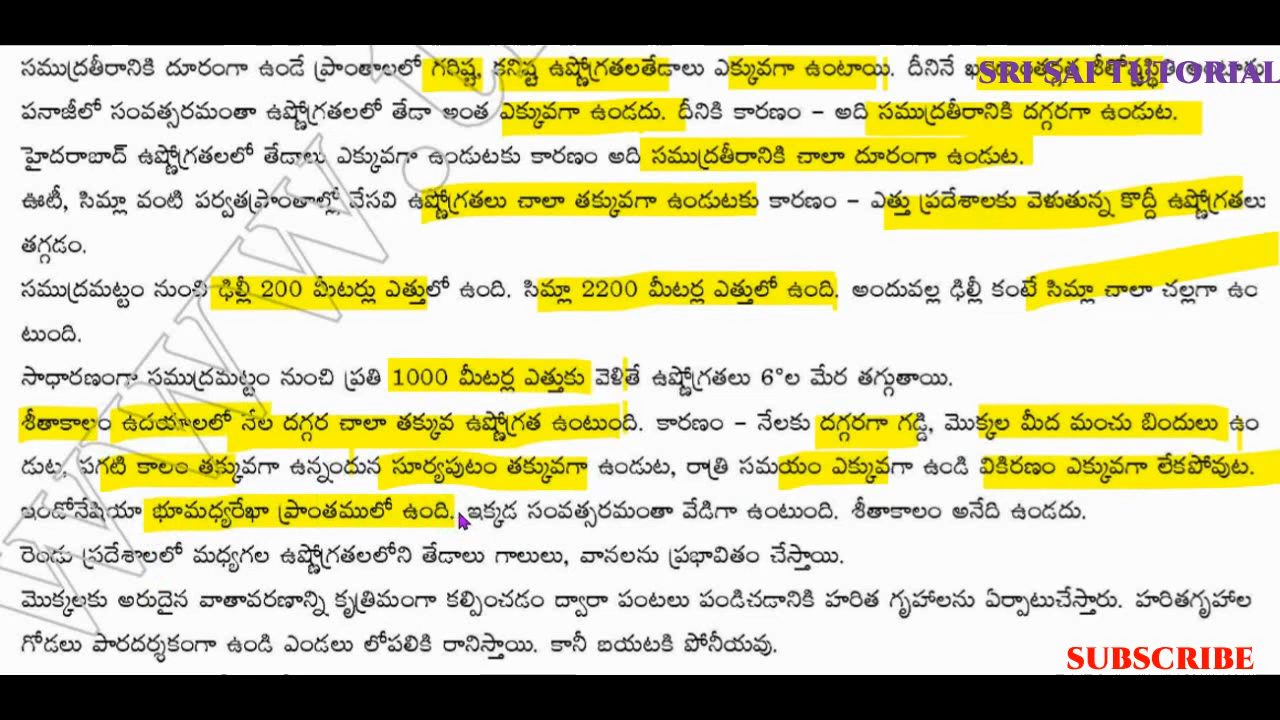 సముద్రతీరానికి దూరంగా ఉండే ప్రాంతాలలో గరిష్ట, కనిష్ట ఉష్ణోగ్రతలతేడాలు ఎక్కువగా ఉంటాయి. దీనినే
SRI SAI TUTORIAL
పనాజీలో సంవత్సరమంతా ఉష్ణోగ్రతలలో తేడా అంత ఎక్కువగా ఉండదు. దీనికి కారణం - అది సముద్రతీరానికి దగ్గరగా ఉండుట.
హైదరాబాద్ ఉష్ణోగ్రతలలో తేడాలు ఎక్కువగా ఉండుటకు కారణం అది సముద్రతీరానికి చాలా దూరంగా ఉండుట.
ఊటీ, సిమ్లా వంటి పర్వతప్రాంతాల్లో వేసవి ఉష్ణోగ్రతలు చాలా తక్కువగా ఉండుటకు కారణం - ఎత్తు ప్రదేశాలకు వెళుతున్న కొద్దీ ఉష్ణోగ్రతలు
తగ్గడం.
సముద్రమట్టం నుంచి ఢిల్లీ 200 మీటర్లు ఎత్తులో ఉంది. సిమ్లా 2200 మీటర్ల ఎత్తులో ఉంది. అందువల్ల ఢిల్లీ కంటే సిమ్లా చాలా చల్లగా ఉం
టుంది.
సాధారణంగా సముద్రమట్టం నుంచి ప్రతి 1000 మీటర్ల ఎత్తుకు వెళితే ఉష్ణోగ్రతలు 6°ల మేర తగ్గుతాయి.
శీతాకాలం ఉదయాలలో నేల దగ్గర చాలా తక్కువ ఉష్ణోగ్రత ఉంటుంది. కారణం - నేలకు దగ్గరగా గడ్డి, మొక్కల మీద మంచు బిందులు ఉం
డుట, పగటి కాలం తక్కువగా ఉన్నందున సూర్యపుటం తక్కువగా ఉండుట, రాత్రి సమయం ఎక్కువగా ఉండి వికిరణం ఎక్కువగా లేకపోవుట.
ఇండోనేషియా భూమధ్యరేఖా ప్రాంతములో ఉంది. ఇక్కడ సంవత్సరమంతా వేడిగా ఉంటుంది. శీతాకాలం అనేది ఉండదు.
రెండు ప్రదేశాలలో మధ్యగల ఉష్ణోగ్రతలలోని తేడాలు గాలులు, వానలను ప్రభావితం చేస్తాయి.
మొక్కలకు అరుదైన వాతావరణాన్ని కృత్రిమంగా కల్పించడం ద్వారా పంటలు పండిచడానికి హరిత గృహాలను ఏర్పాటుచేస్తారు. హరితగృహాల
గోడలు పారదర్శకంగా ఉండి ఎండలు లోపలికి రానిస్తాయి. కానీ బయటకి పోనీయవు.
SUBSCRIBE